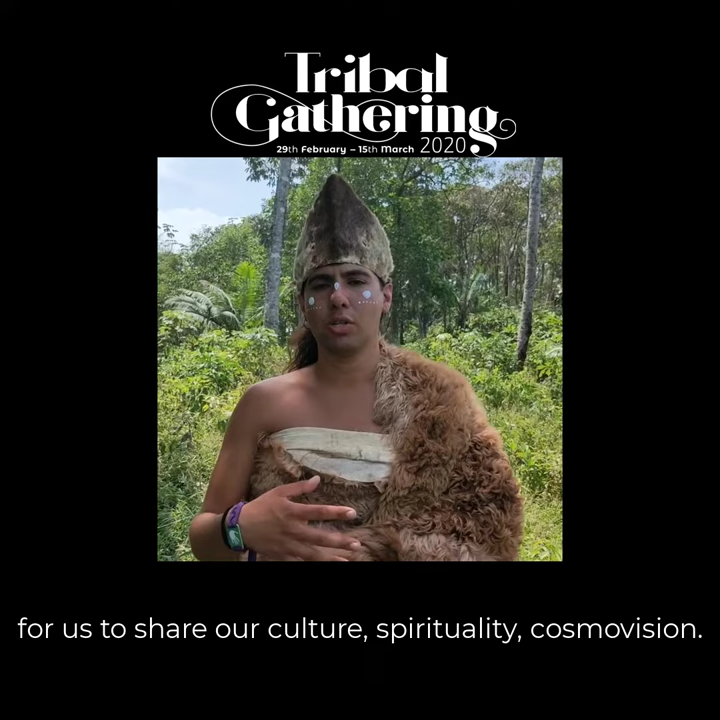 Tribal
Gathering
29th February – 15th March 2020
for us to share our culture, spirituality, cosmovision.